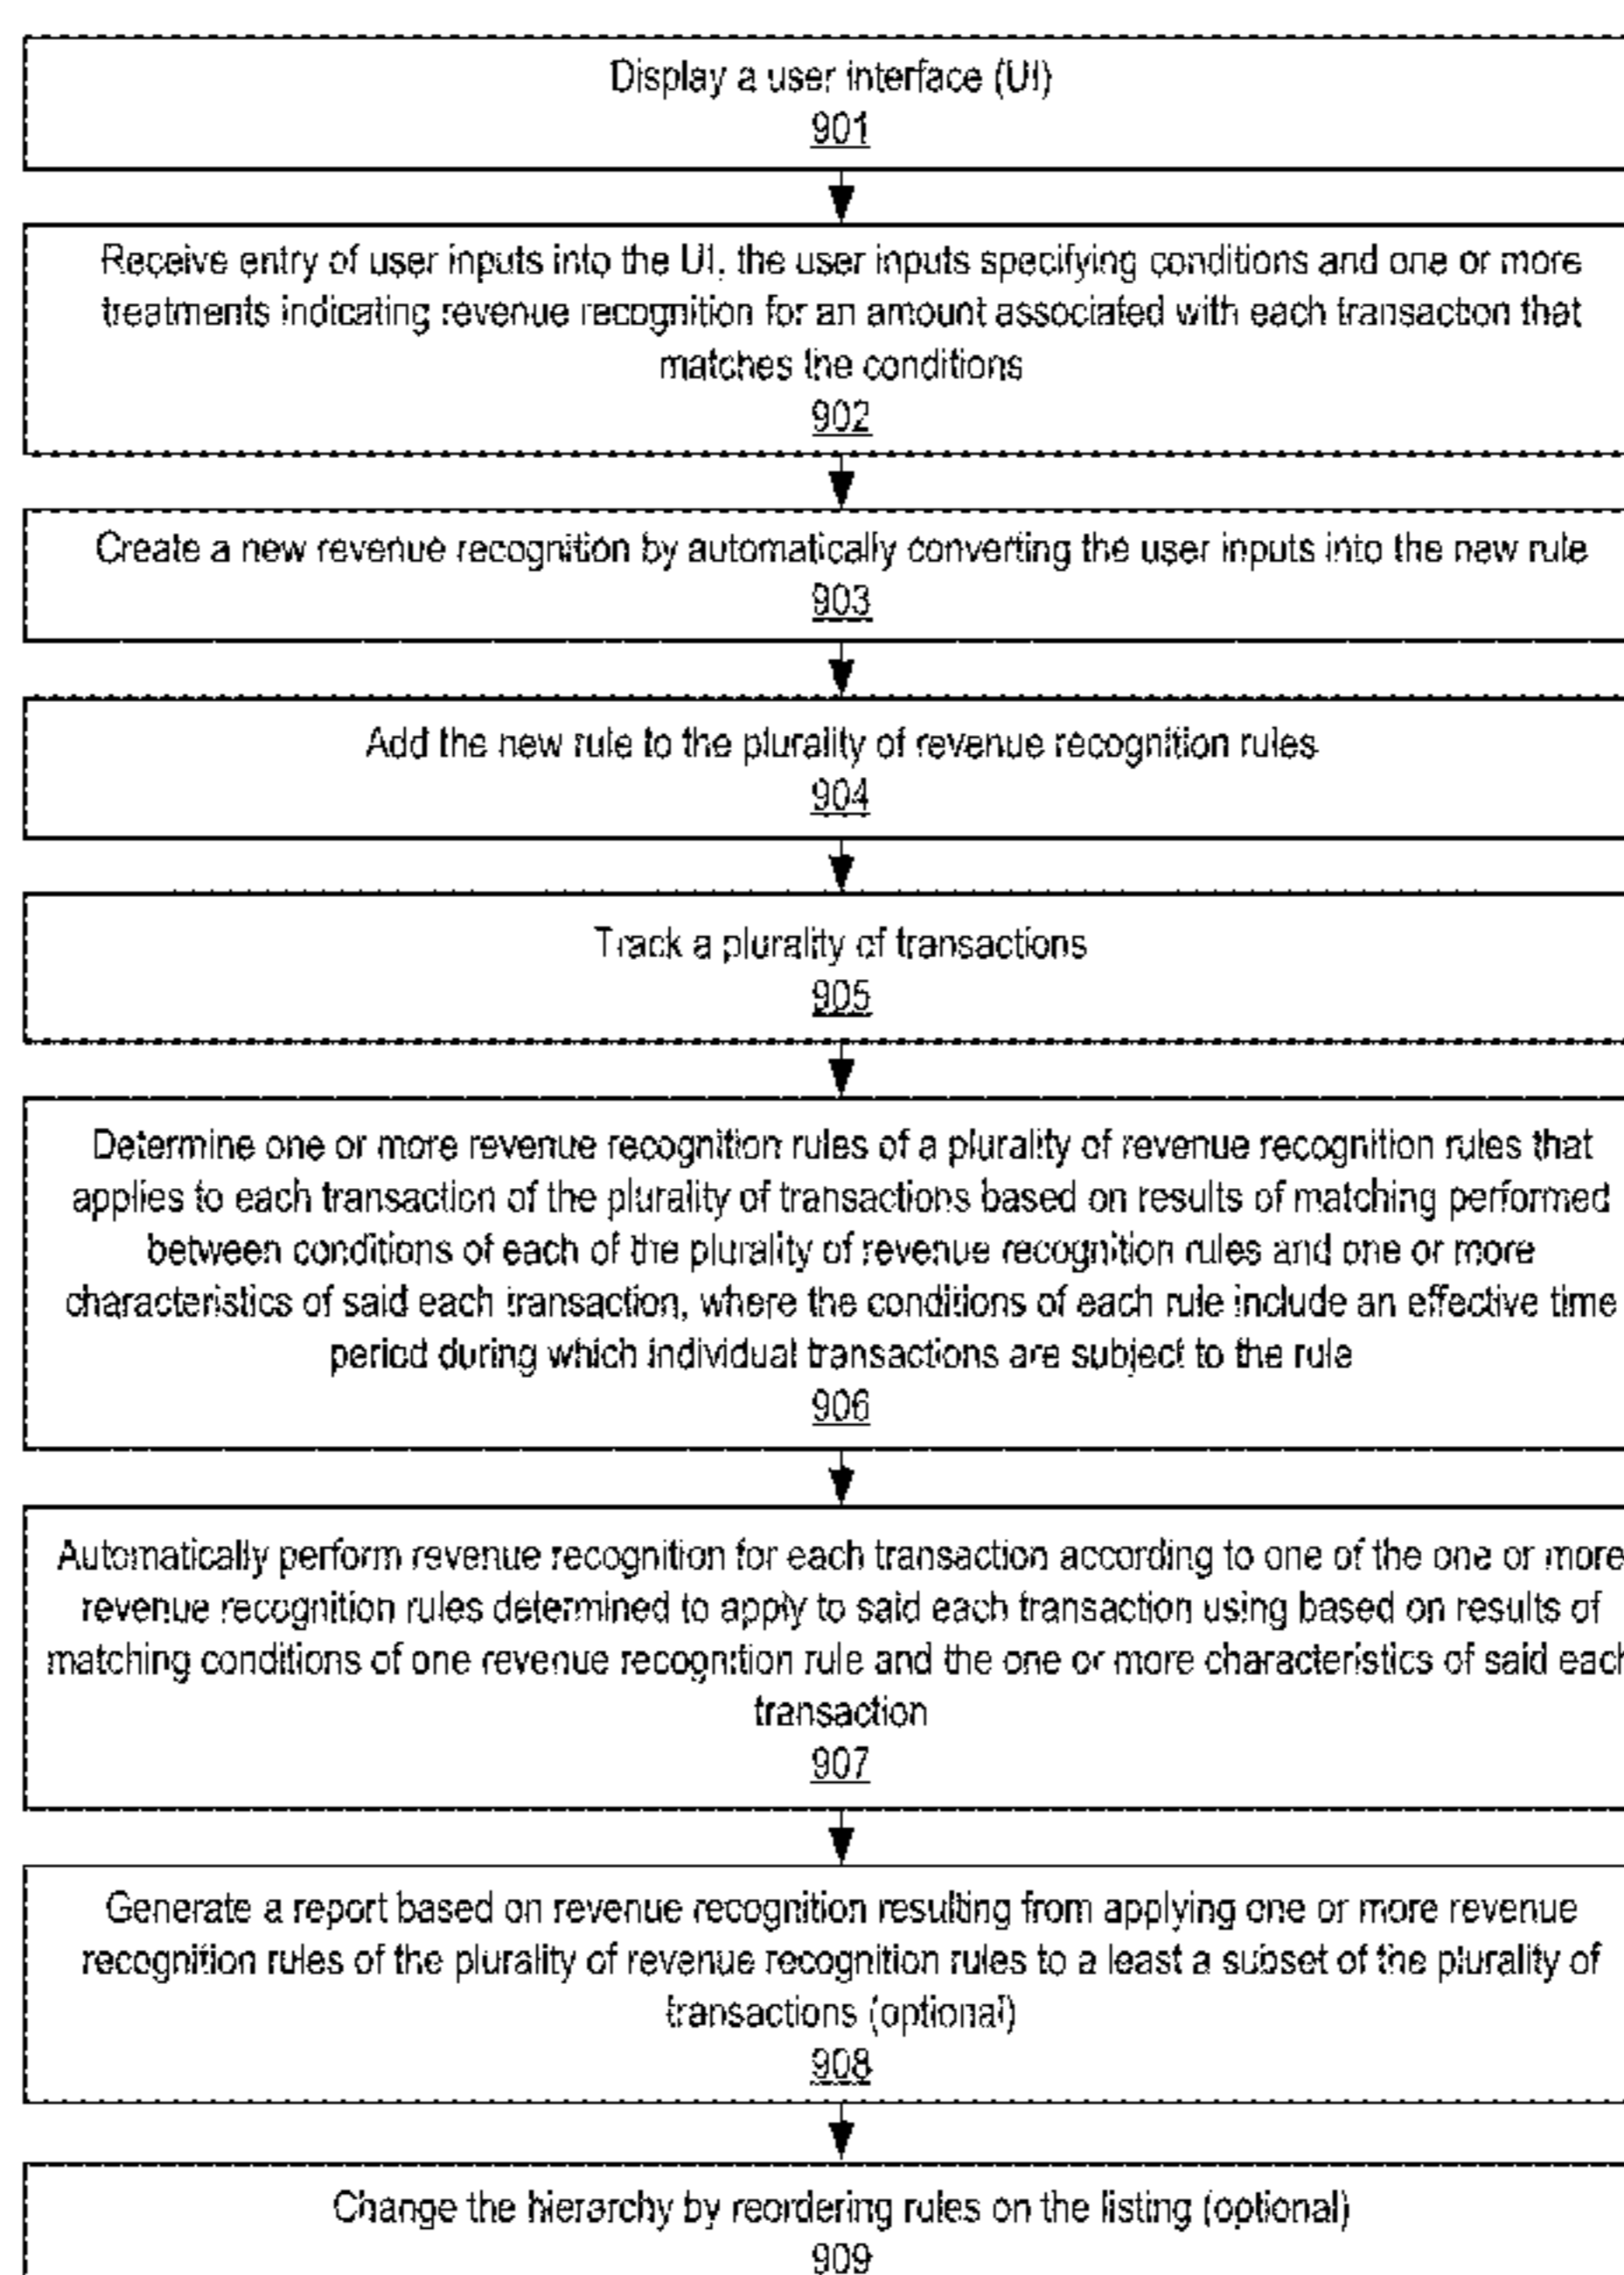 Display a user interface (UI)
901
Receive entry of user inputs into the UI, the user inputs specifying conditions and one or more
treatments indicating revenue recognition for an amount associated with each transaction that
matches the conditions
902
Create a new revenue recognition by automatically converting the user inputs into the new rule
903
Add the new rule to the plurality of revenue recognition rules
904
Track a plurality of transactions
905
Determine one or more revenue recognition rules of a plurality of revenue recognition rules that
applies to each transaction of the plurality of transactions based on results of matching performed
between conditions of each of the plurality of revenue recognition rules and one or more
characteristics of said each transaction, where the conditions of each rule include an effective time
period during which individual transactions are subject to the rule
906
Automatically perform revenue recognition for each transaction according to one of the one or more
revenue recognition rules determined to apply to said each transaction using based on results of
matching conditions of one revenue recognition rule and the one or more characteristics of said each
transaction
907
Generate a report based on revenue recognition resulting from applying one or more revenue
recognition rules of the plurality of revenue recognition rules to a least a subset of the plurality of
transactions (optional)
908
Change the hierarchy by reordering rules on the listing (optional)
909